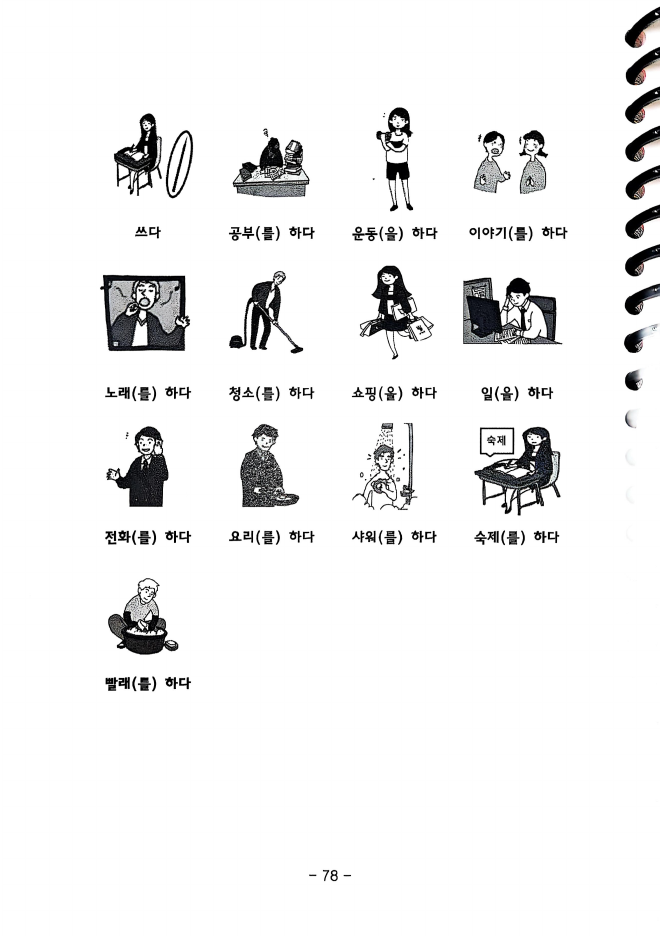 쓰다 공부(를) 하다 운동(을) 하다 이야기(를) 하다
노래(를) 하다 청소(를) 하다 쇼핑(을) 하다 일(을) 하다
숙제
전화(를) 하다 요리(를) 하다 샤워(를) 하다 숙제(를) 하다
빨래(를) 하다
- 78 -